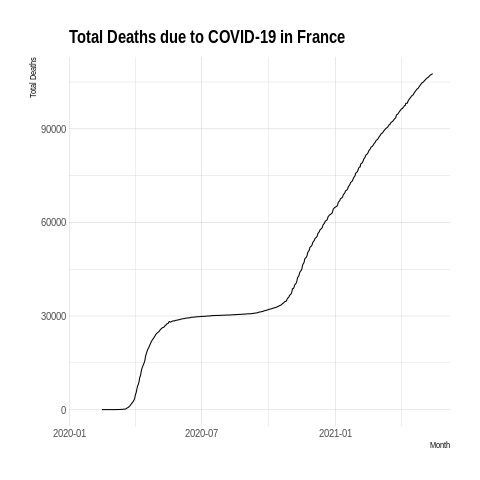 Total Deaths due to COVID-19 in France
Total Deaths
90000
60000
30000
0
2020-01
2020-07
2021-01
Month